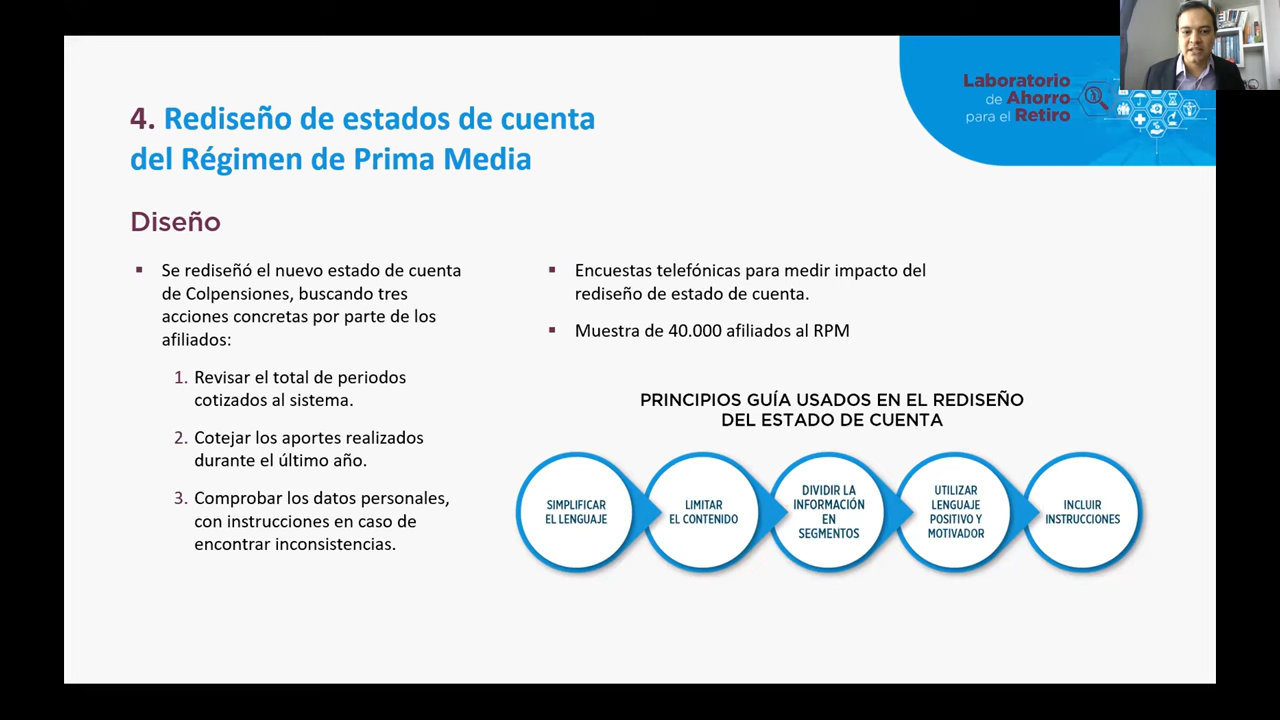 Laboratorio
de Ahorro
para el Retiro
4. Rediseño de estados de cuenta
del Régimen de Prima Media
Diseño
Se rediseñó el nuevo estado de cuenta
de Colpensiones, buscando tres
acciones concretas por parte de los
afiliados:
1. Revisar el total de periodos
cotizados al sistema.
2. Cotejar los aportes realizados
durante el último año.
3. Comprobar los datos personales,
con instrucciones en caso de
encontrar inconsistencias.
Encuestas telefónicas para medir impacto del
rediseño de estado de cuenta.
Muestra de 40.000 afiliados al RPM
PRINCIPIOS GUÍA USADOS EN EL REDISEÑO
DEL ESTADO DE CUENTA
SIMPLIFICAR
EL LENGUAJE
LIMITAR
EL CONTENIDO
DIVIDIR LA
INFORMACIÓN
EN
SEGMENTOS
UTILIZAR
LENGUAJE
POSITIVO Y
MOTIVADOR
INCLUIR
INSTRUCCIONES